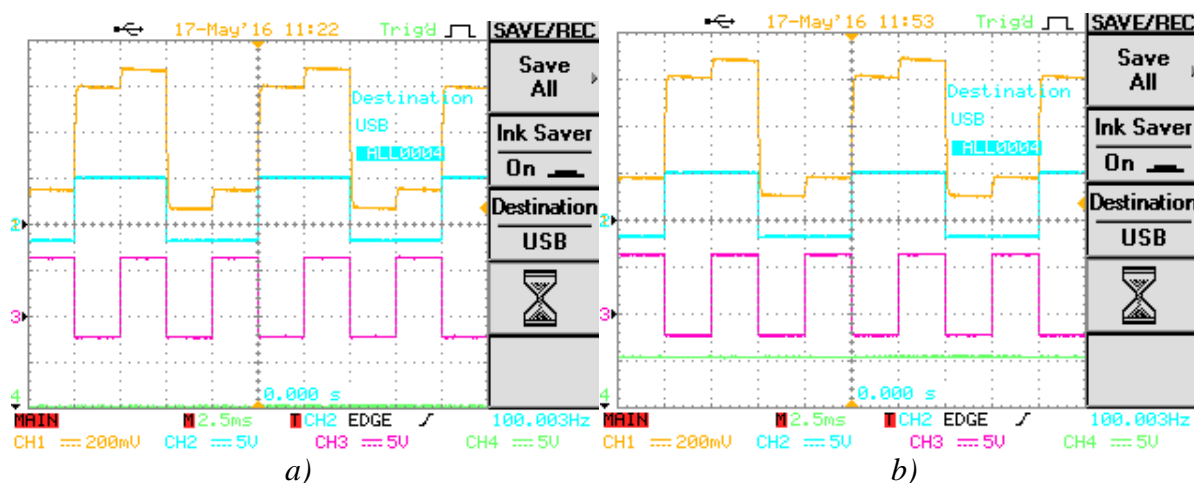 17-May'16 11:22 Trig'd SAVE/REC
Save
All
Destination
USB
ALL0004
Ink Saver
On
Destination
USB
2
3
4
0.000 s
MAIN M 2.5ms T CH2 EDGE 100.003Hz
CH1 200mV CH2 5V CH3 5V CH4 5V
a)
17-May'16 11:53 Trig'd SAVE/REC
Save
All
Destination
USB
ALL0004
Ink Saver
On
Destination
USB
2
3
4
0.000 s
MAIN M 2.5ms T CH2 EDGE 100.003Hz
CH1 200mV CH2 5V CH3 5V CH4 5V
b)